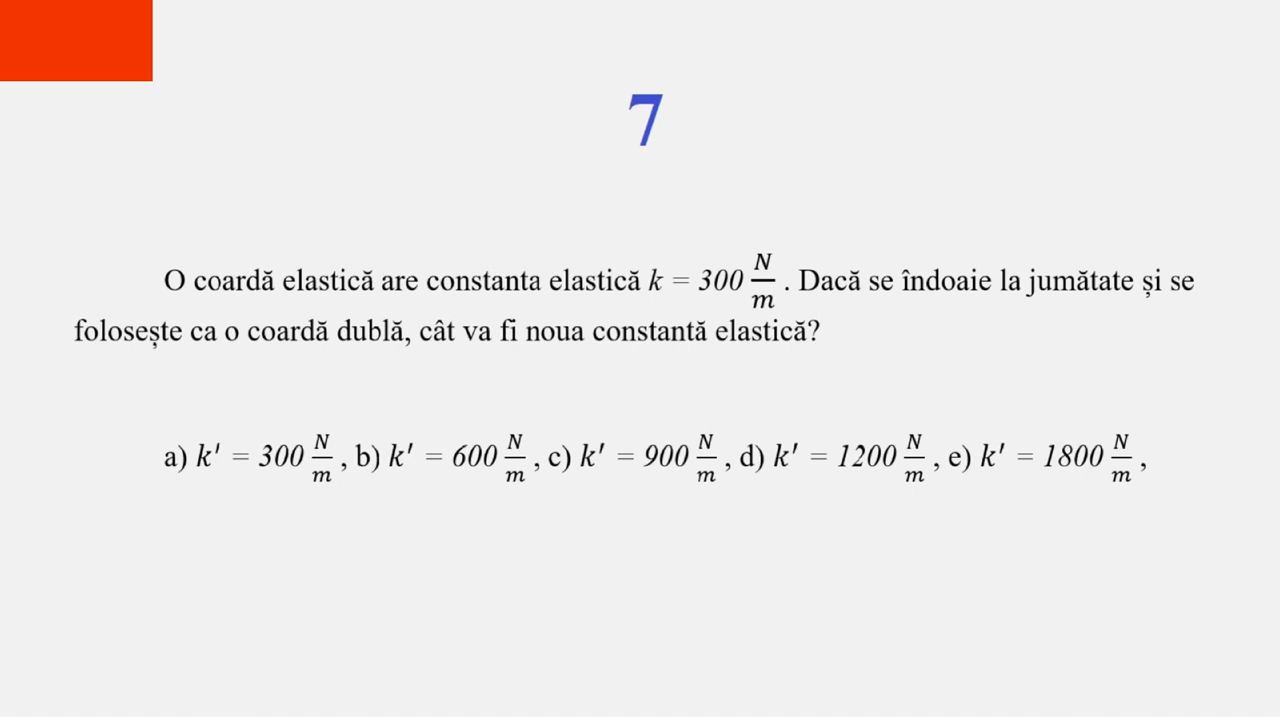 7
O coardă elastică are constanta elastică k = 300 N/m . Dacă se îndoaie la jumătate și se
folosește ca o coardă dublă, cât va fi noua constantă elastică?
a) k' = 300 N/m , b) k' = 600 N/m , c) k' = 900 N/m , d) k' = 1200 N/m , e) k' = 1800 N/m ,